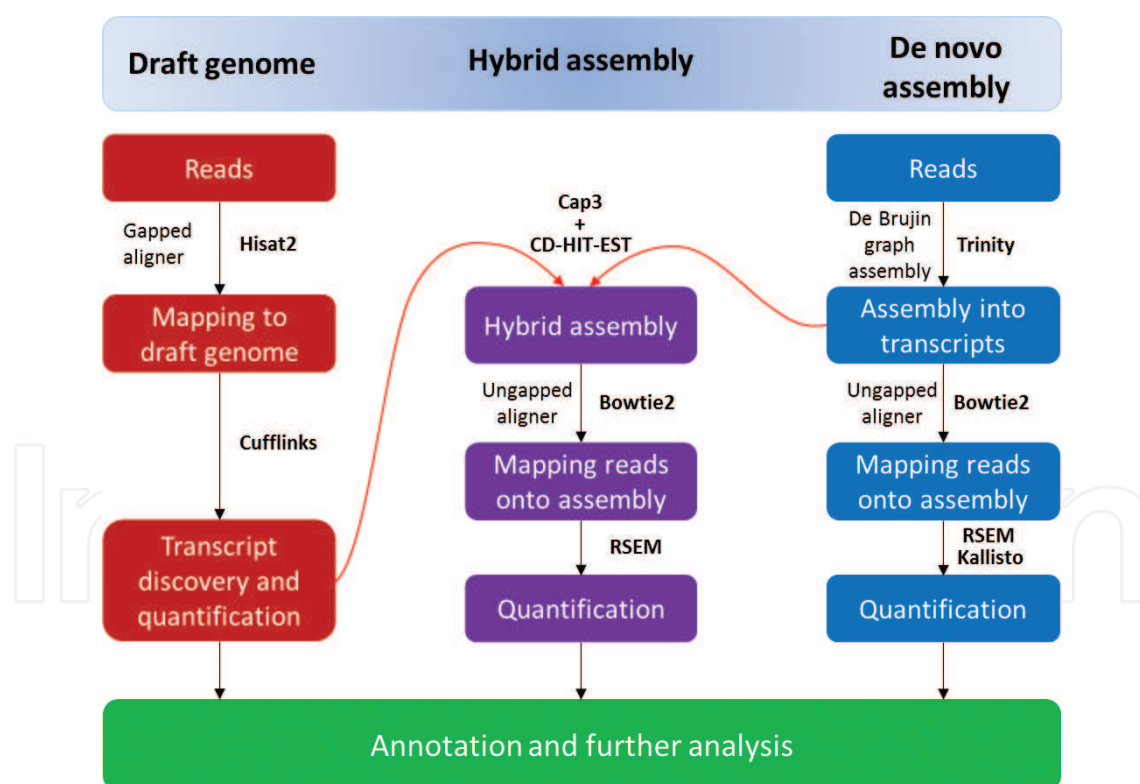 Draft genome
Hybrid assembly
De novo
assembly
Reads
Gapped
aligner
Hisat2
Mapping to
draft genome
Cufflinks
Transcript
discovery and
quantification
Cap3
+
CD-HIT-EST
Hybrid assembly
Ungapped
aligner
Bowtie2
Mapping reads
onto assembly
RSEM
Quantification
Reads
De Brujin
graph
assembly
Trinity
Assembly into
transcripts
Ungapped
aligner
Bowtie2
Mapping reads
onto assembly
RSEM
Kallisto
Quantification
Annotation and further analysis